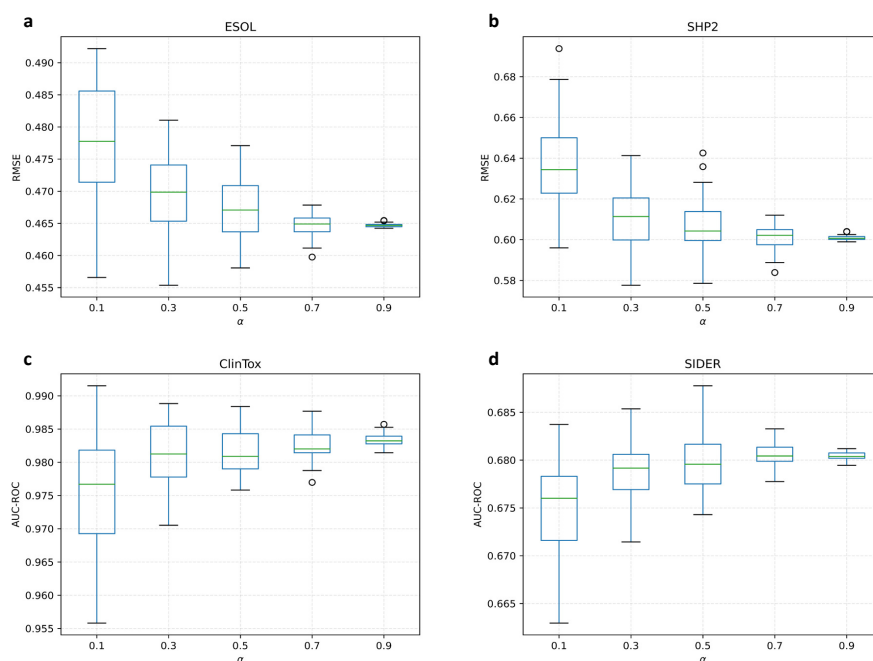 a
ESOL
0.490
0.485
0.480
0.475
0.470
0.465
0.460
0.455
RMSE
0.1 0.3 0.5 0.7 0.9
α
b
SHP2
0.68
0.66
0.64
0.62
0.60
0.58
RMSE
0.1 0.3 0.5 0.7 0.9
α
c
ClinTox
0.990
0.985
0.980
0.975
0.970
0.965
0.960
0.955
AUC-ROC
0.1 0.3 0.5 0.7 0.9
α
d
SIDER
0.685
0.680
0.675
0.670
0.665
AUC-ROC
0.1 0.3 0.5 0.7 0.9
α